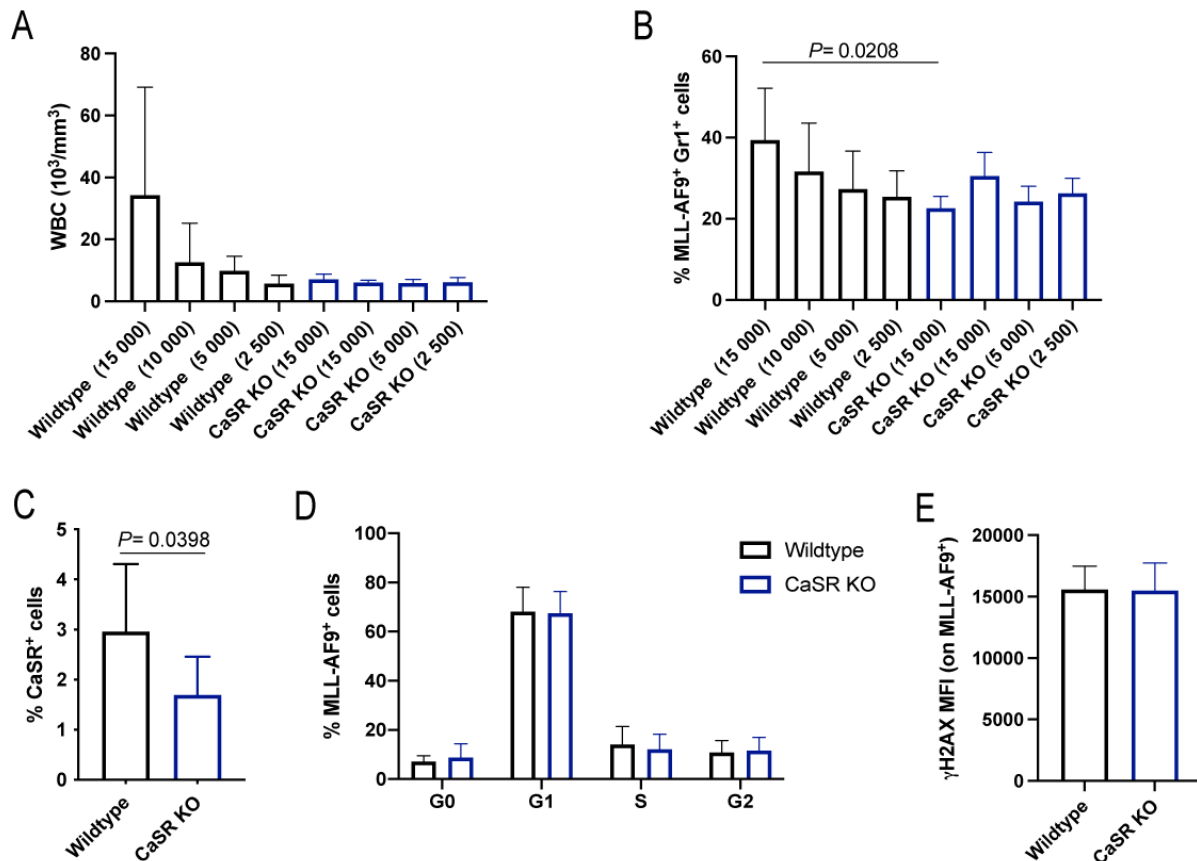 A
WBC (10³/mm³)
80
60
40
20
0
Wildtype (15 000)
Wildtype (10 000)
Wildtype (5 000)
Wildtype (2 500)
CaSR KO (15 000)
CaSR KO (15 000)
CaSR KO (5 000)
CaSR KO (2 500)
B
% MLL-AF9⁺ Gr1⁺ cells
60
40
20
0
P= 0.0208
Wildtype (15 000)
Wildtype (10 000)
Wildtype (5 000)
Wildtype (2 500)
CaSR KO (15 000)
CaSR KO (15 000)
CaSR KO (5 000)
CaSR KO (2 500)
C
% CaSR⁺ cells
5
4
3
2
1
0
P= 0.0398
Wildtype
CaSR KO
D
% MLL-AF9⁺ cells
100
80
60
40
20
0
G0
G1
S
G2
Wildtype
CaSR KO
E
γH2AX MFI (on MLL-AF9⁺)
20000
15000
10000
5000
0
Wildtype
CaSR KO